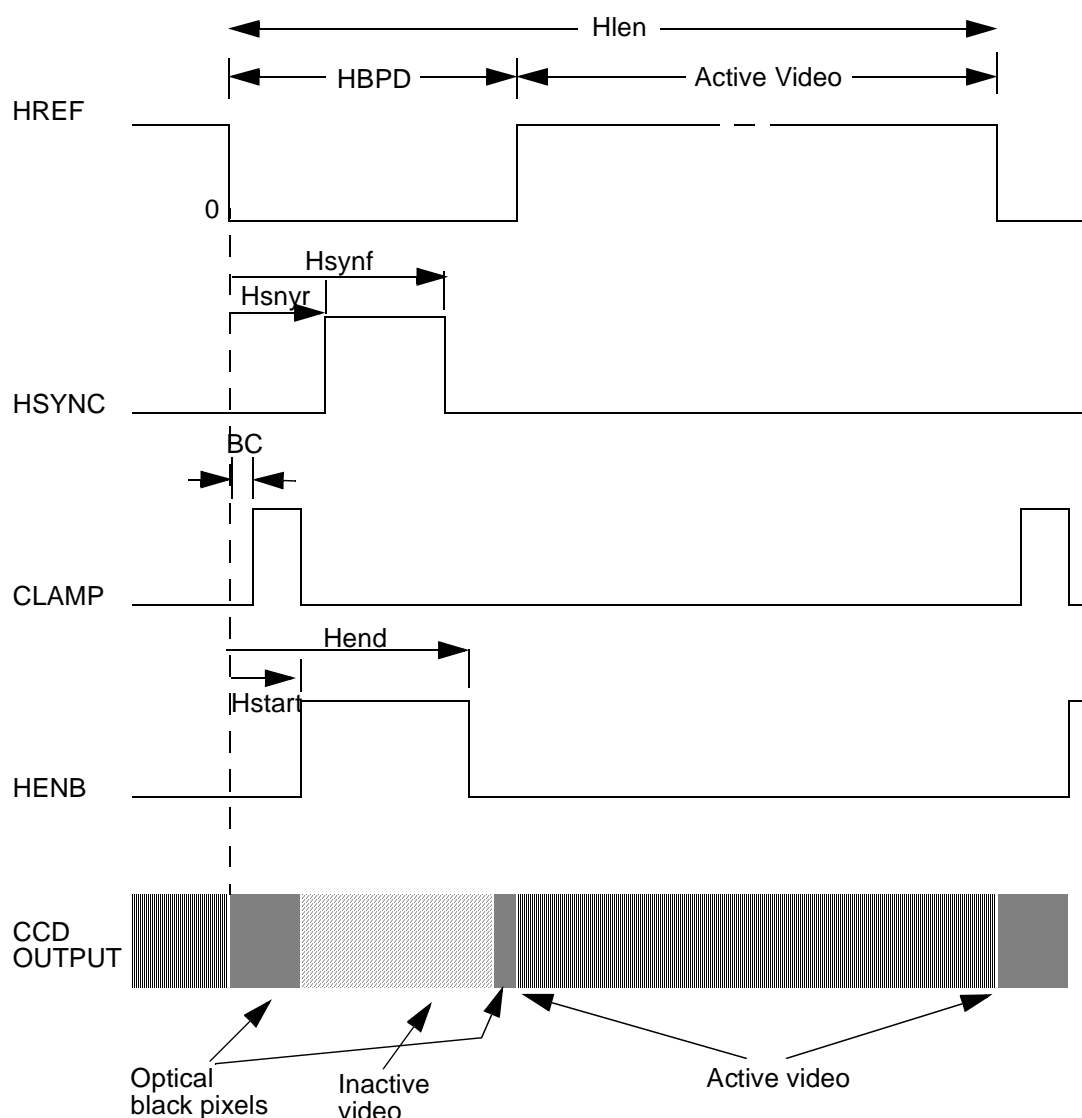 Hlen
HBPD
Active Video
HREF
0
Hsynf
Hsnyr
HSYNC
BC
CLAMP
Hend
Hstart
HENB
CCD
OUTPUT
Optical
black pixels
Inactive
video
Active video